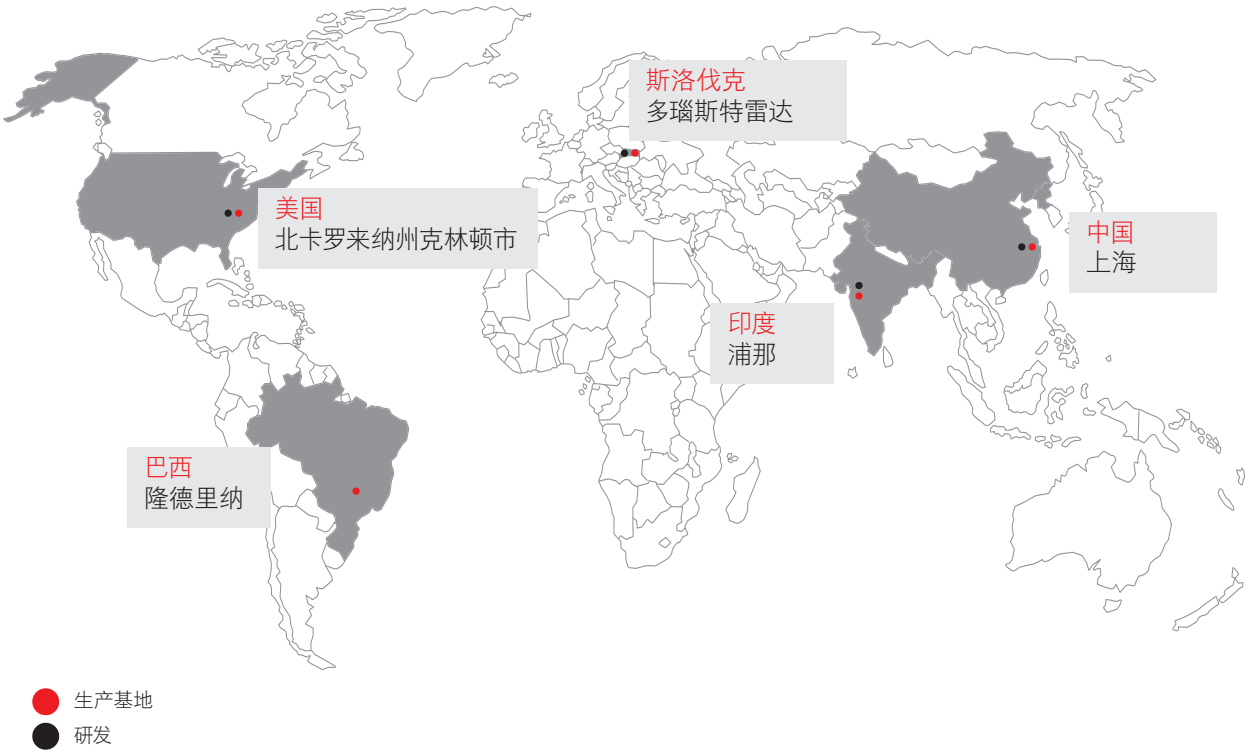 斯洛伐克
多瑙斯特雷达
美国
北卡罗来纳州克林顿市
中国
上海
印度
浦那
巴西
隆德里纳
生产基地
研发